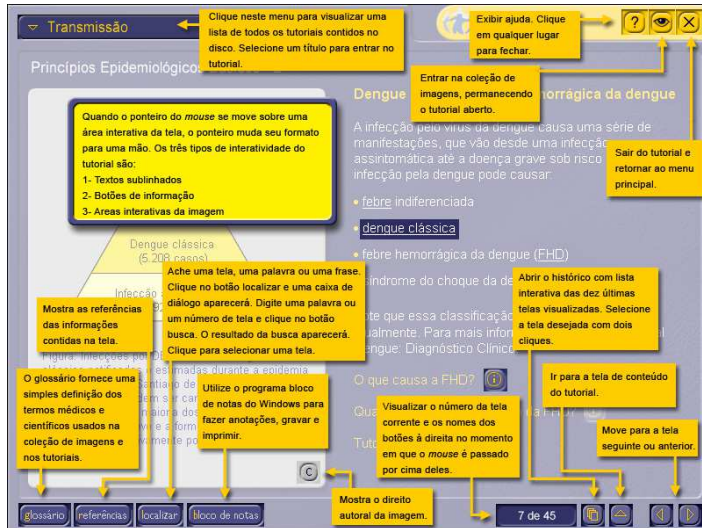 Transmissão
Clique neste menu para visualizar uma
lista de todos os tutoriais contidos no
disco. Selecione um título para entrar no
tutorial.
Exibir ajuda. Clique
em qualquer lugar
para fechar.
?
Princípios Epidemiológicos
Entrar na coleção de
imagens, permanecendo
o tutorial aberto.
Sair do tutorial e
retornar ao menu
principal.
Quando o ponteiro do mouse se move sobre uma
área interativa da tela, o ponteiro muda seu formato
para uma mão. Os três tipos de interatividade do
tutorial são:
1- Textos sublinhados
2- Botões de informação
3- Areas interativas da imagem
Dengue clássica
(5.208 casos)
Infecção
Dengue
morrágica da dengue
A infecção pelo vírus da dengue causa uma série de
manifestações, que vão desde uma infecção
assintomática até a doença grave sob risco
infecção pela dengue pode causar:
• febre indiferenciada
• dengue clássica
• febre hemorrágica da dengue (FHD)
síndrome do choque da de
ote que essa classificação
ualmente. Para mais infor
engue: Diagnóstico Clínico
O que causa a FHD?
FHD?
Ache uma tela, uma palavra ou uma frase.
Clique no botão localizar e uma caixa de
diálogo aparecerá. Digite uma palavra ou
um número de tela e clique no botão
busca. O resultado da busca aparecerá.
Clique para selecionar uma tela.
Abrir o histórico com lista
interativa das dez últimas
telas visualizadas. Selecione
a tela desejada com dois
cliques.
Mostra as referências
das informações
contidas na tela.
O glossário fornece uma
simples definição dos
termos médicos e
científicos usados na
coleção de imagens e
nos tutoriais.
Utilize o programa bloco
de notas do Windows para
fazer anotações, gravar e
imprimir.
Visualizar o número da tela
corrente e os nomes dos
botões à direita no momento
em que o mouse é passado
por cima deles.
Ir para a tela de conteúdo
do tutorial.
Move para a tela
seguinte ou anterior.
C
Mostra o direito
autoral da imagem.
glossário
referências
localizar
bloco de notas
7 de 45